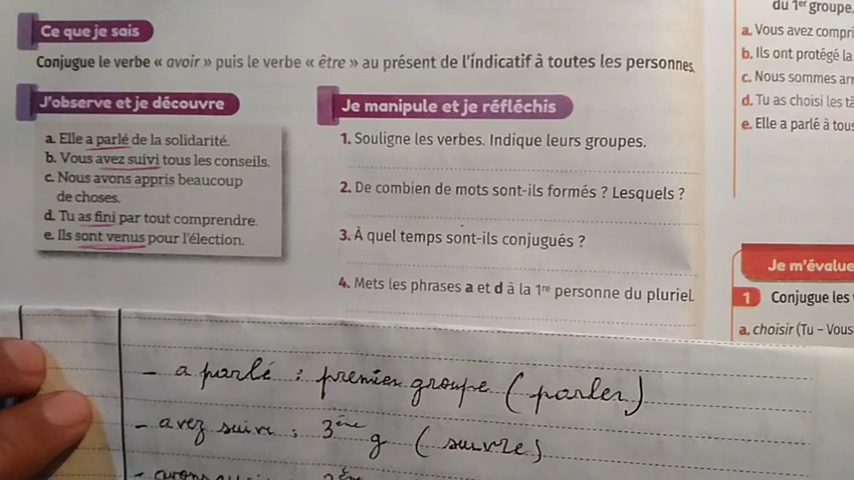 Ce que je sais
Conjugue le verbe « avoir » puis le verbe « être » au présent de l'indicatif à toutes les personnes.
J'observe et je découvre
a. Elle a parlé de la solidarité.
b. Vous avez suivi tous les conseils.
c. Nous avons appris beaucoup
de choses.
d. Tu as fini par tout comprendre.
e. Ils sont venus pour l'élection.
Je manipule et je réfléchis
1. Souligne les verbes. Indique leurs groupes.
2. De combien de mots sont-ils formés ? Lesquels ?
3. À quel temps sont-ils conjugués ?
4. Mets les phrases a et d à la 1re personne du pluriel.
du 1er groupe.
a. Vous avez compri
b. Ils ont protégé la
c. Nous sommes arr
d. Tu as choisi les tâ
e. Elle a parlé à tous
Je m'évalue
1 Conjugue les
a. choisir (Tu – Vous
- a parlé : premier groupe (parler)
- avez suivi : 3ème g (suivre)
- avons